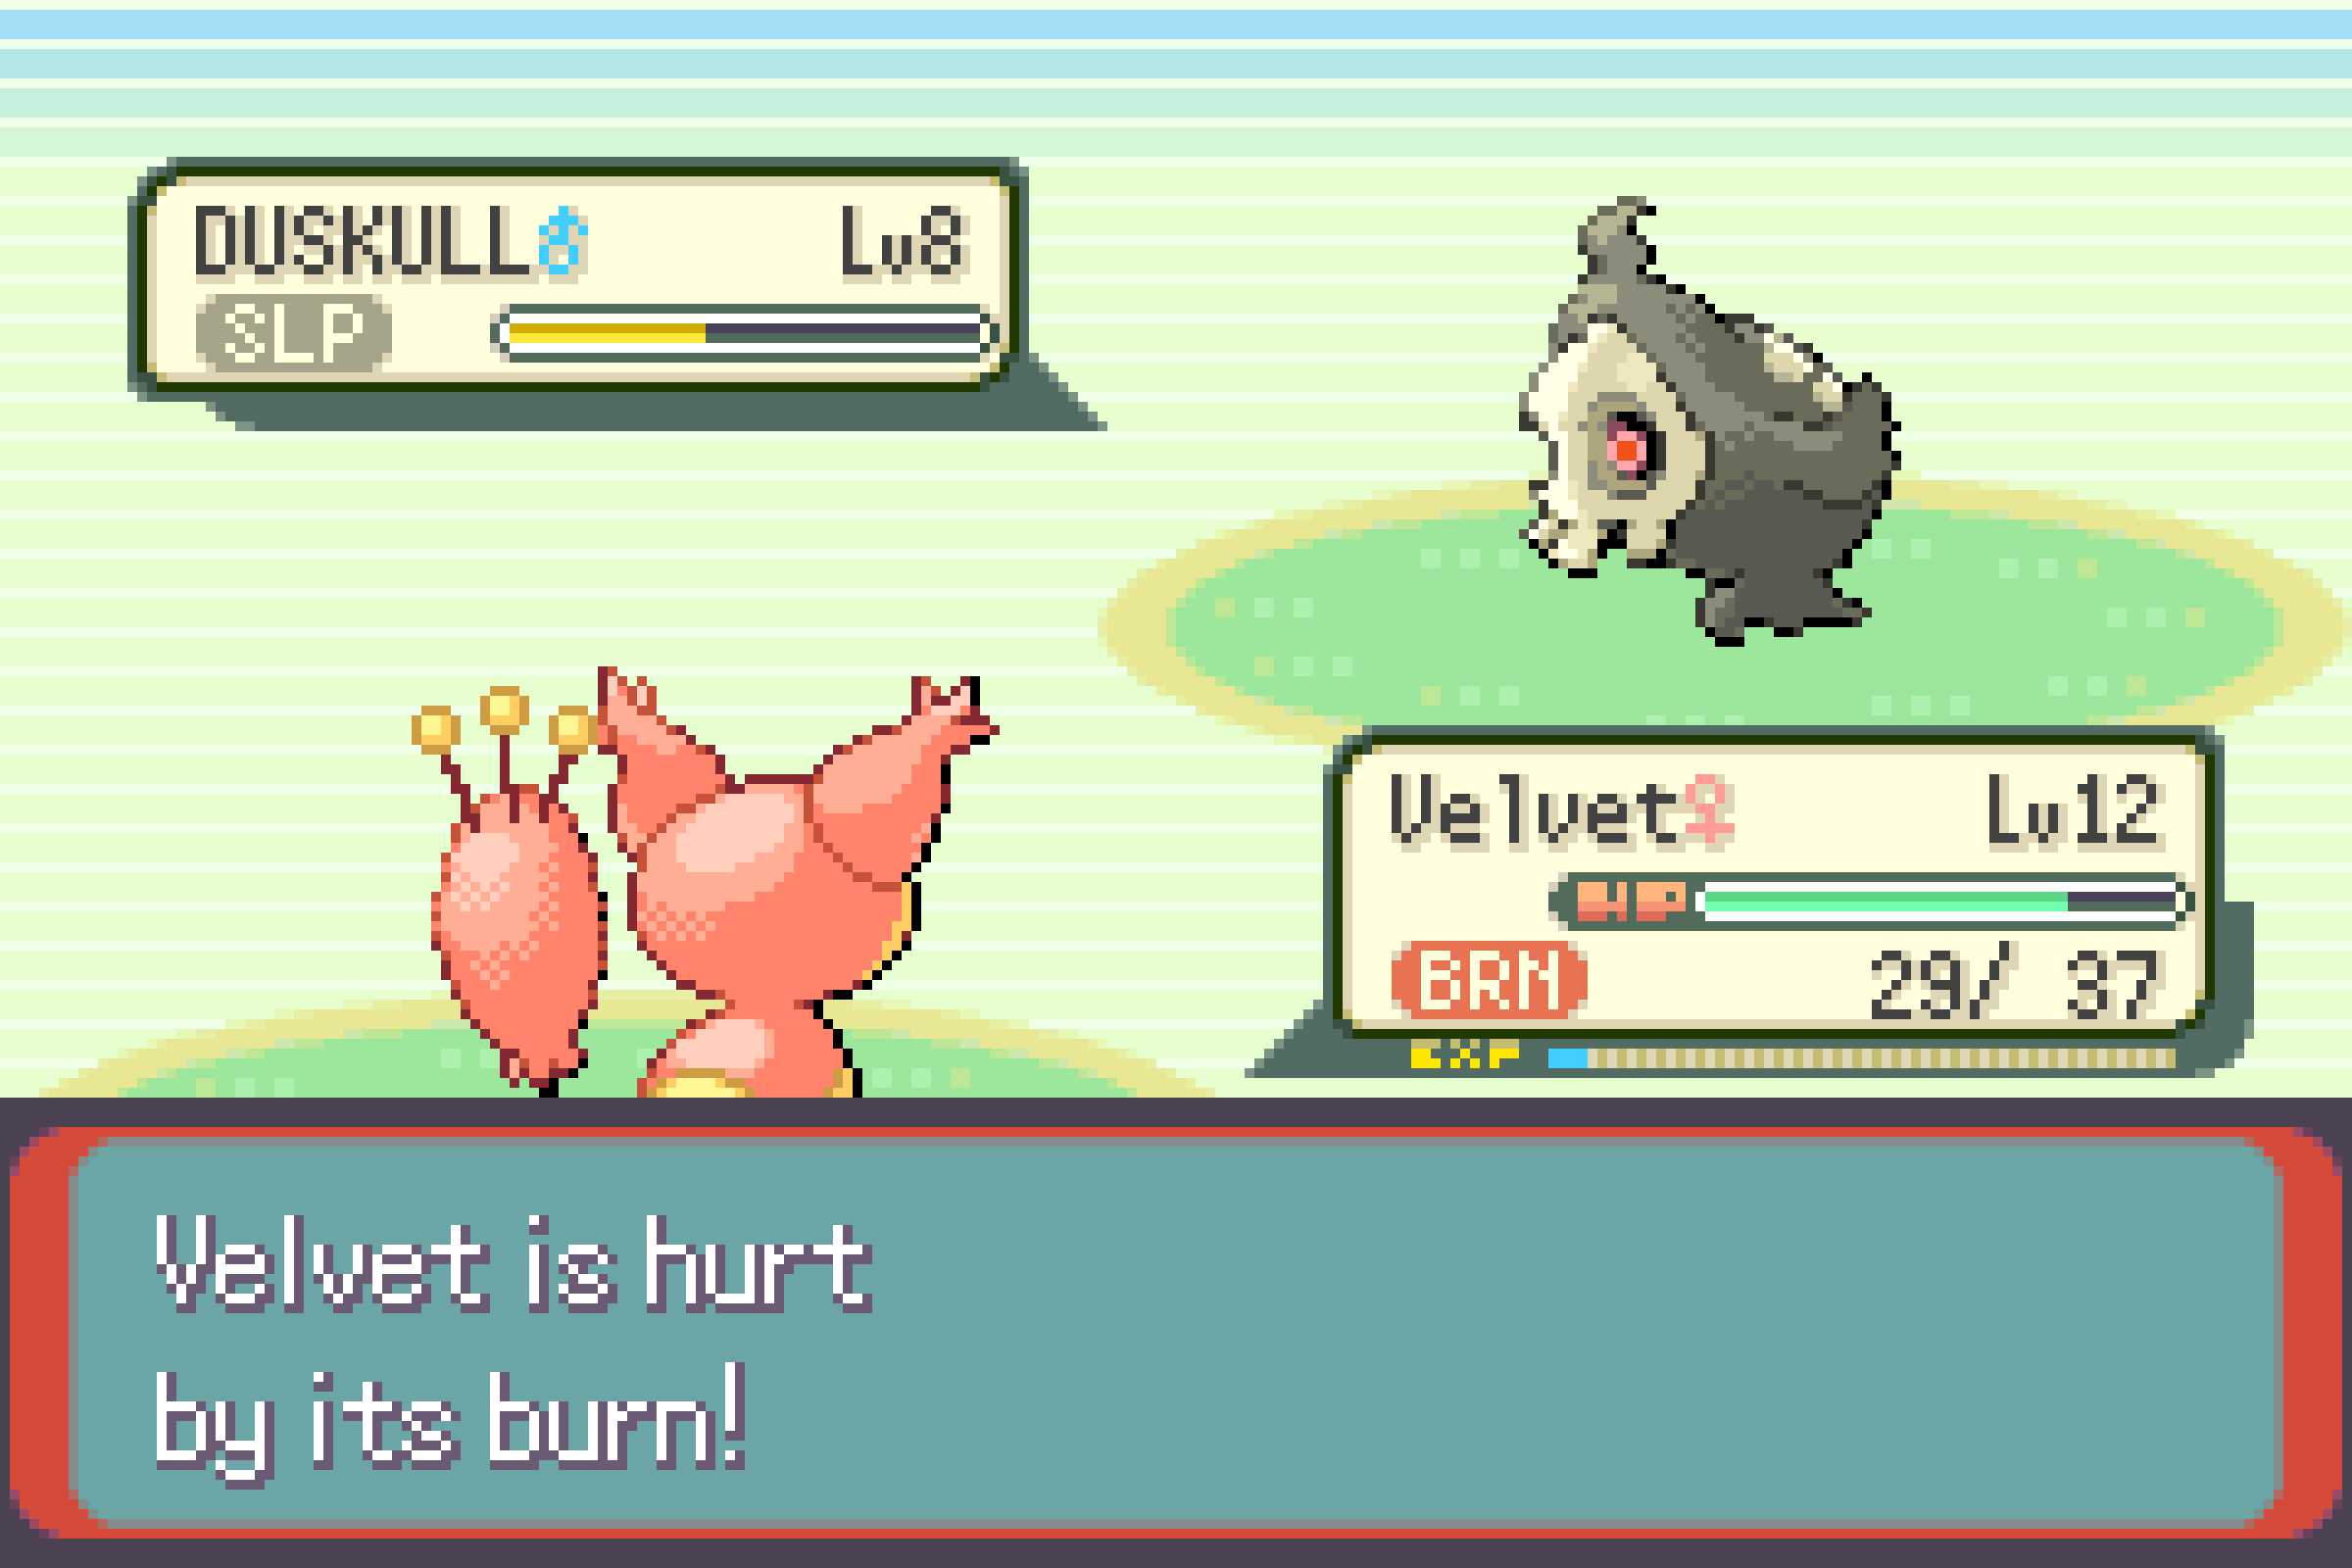 DUSKULL♂ Lv8
SLP
Velvet♀ Lv12
HP
BRN 29/ 37
EXP
Velvet is hurt
by its burn!